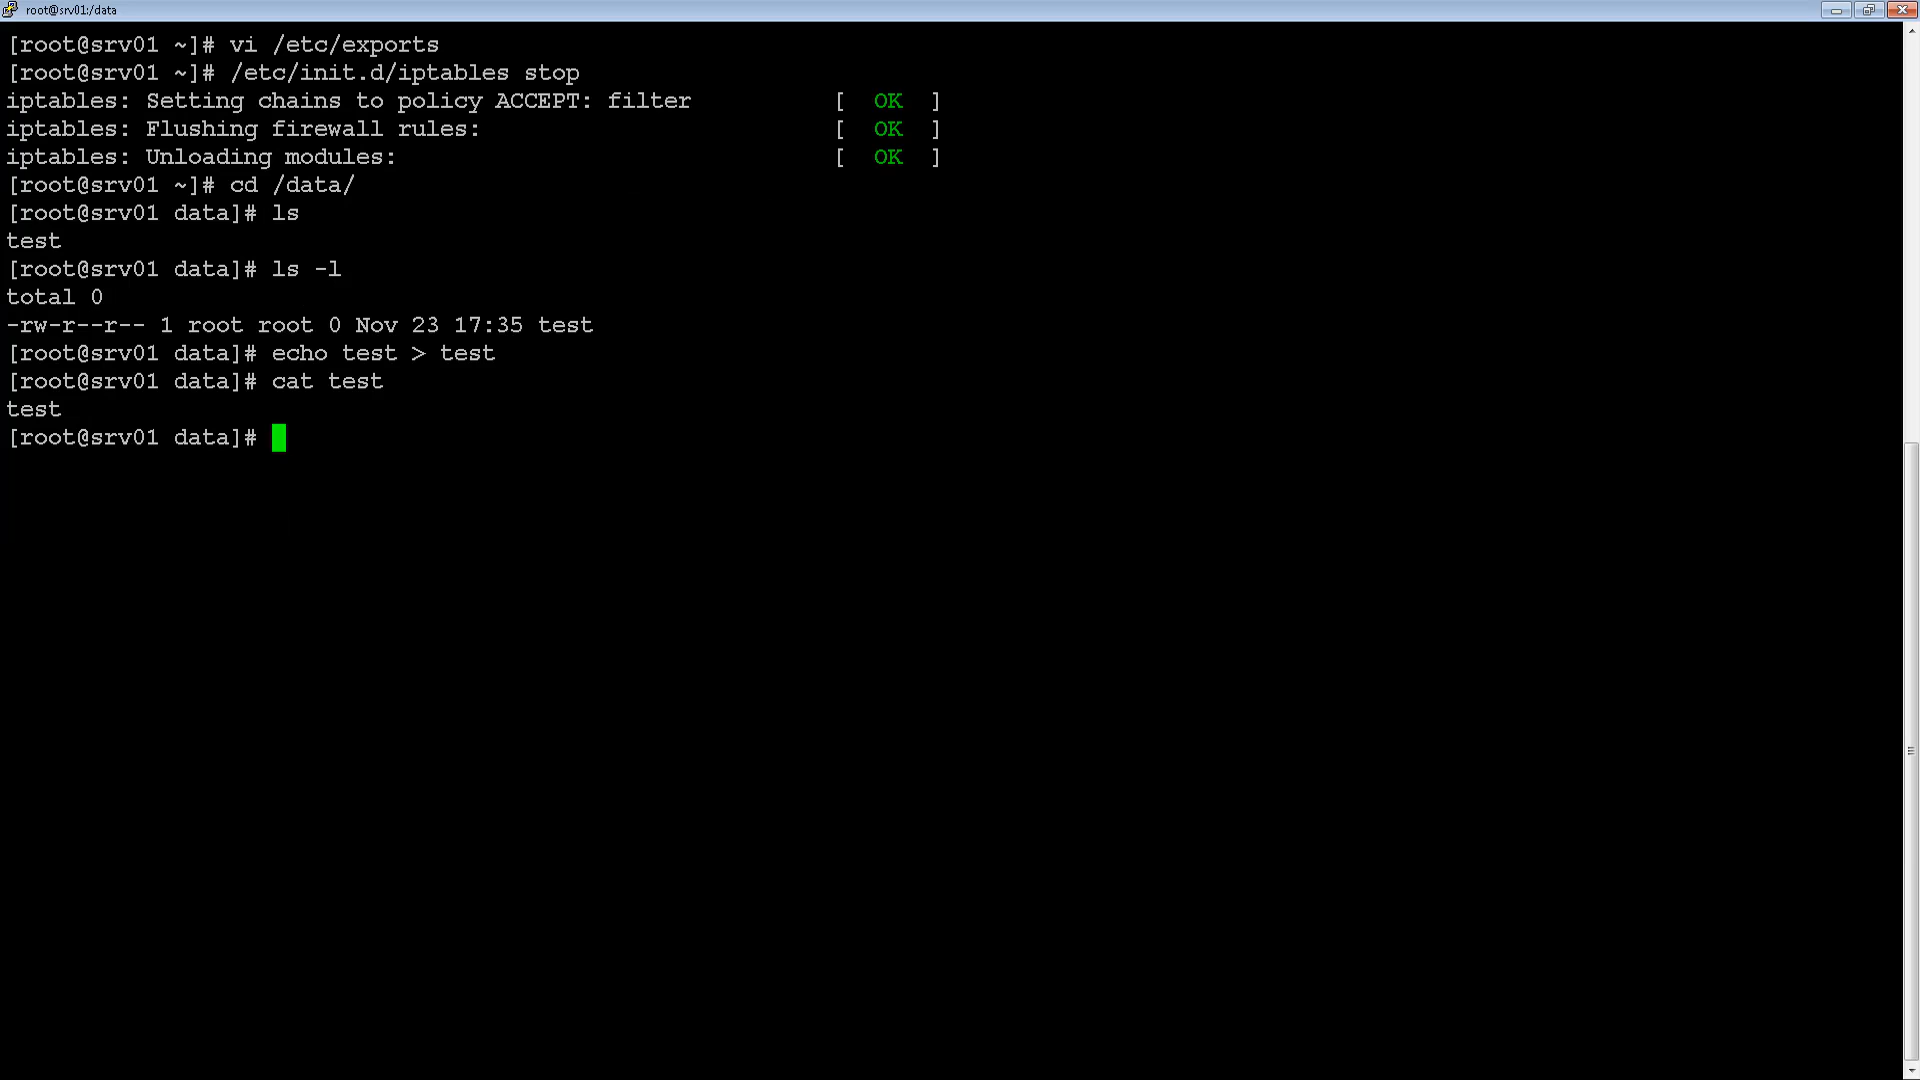 root@srv01:/data
[root@srv01 ~]# vi /etc/exports
[root@srv01 ~]# /etc/init.d/iptables stop
iptables: Setting chains to policy ACCEPT: filter          [  OK  ]
iptables: Flushing firewall rules:                         [  OK  ]
iptables: Unloading modules:                               [  OK  ]
[root@srv01 ~]# cd /data/
[root@srv01 data]# ls
test
[root@srv01 data]# ls -l
total 0
-rw-r--r-- 1 root root 0 Nov 23 17:35 test
[root@srv01 data]# echo test > test
[root@srv01 data]# cat test
test
[root@srv01 data]#